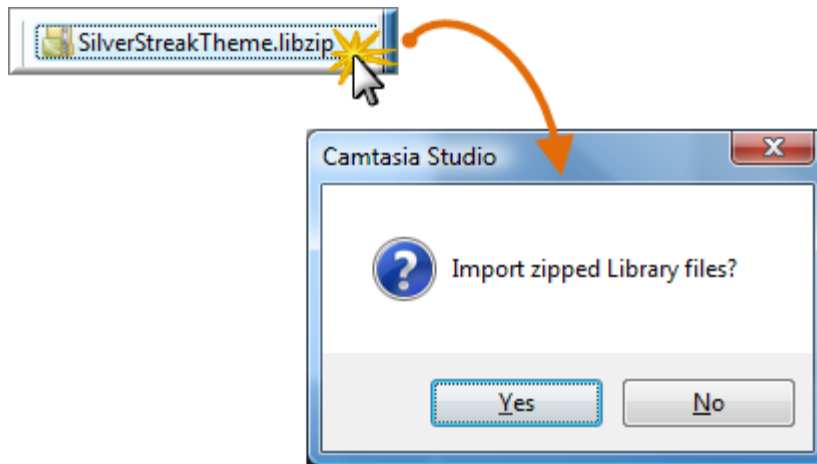 SilverStreakTheme.libzip
Camtasia Studio
Import zipped Library files?
Yes
No